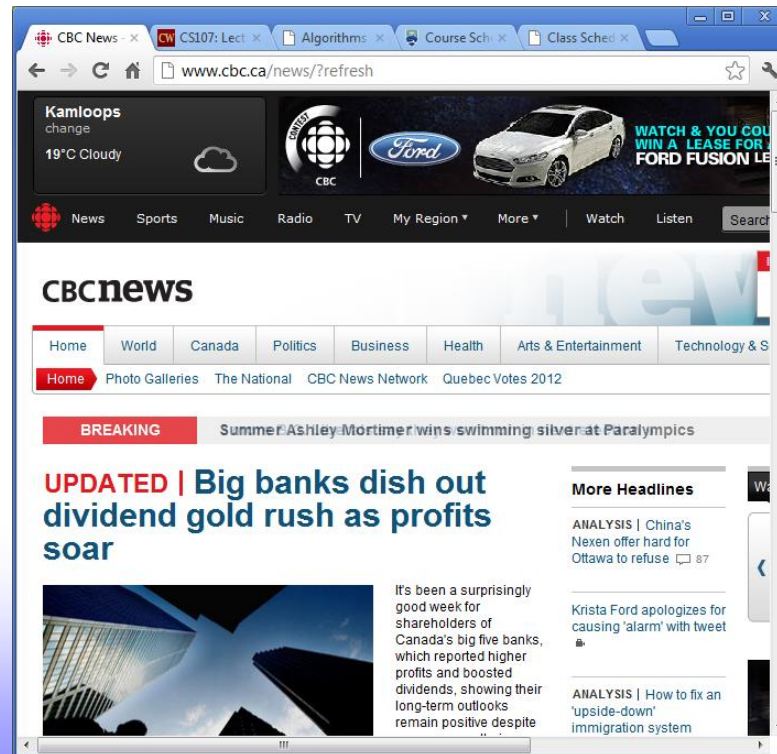 CBC News - CS107: Lect Algorithms Course Sch Class Sched
www.cbc.ca/news/?refresh
Kamloops
change
19°C Cloudy
CONTEST
CBC
Ford
WATCH & YOU COU
WIN A LEASE FOR
FORD FUSION LE
News Sports Music Radio TV My Region More Watch Listen Search
CBCnews
Home World Canada Politics Business Health Arts & Entertainment Technology & S
Home Photo Galleries The National CBC News Network Quebec Votes 2012
BREAKING Summer Ashley Mortimer wins swimming silver at Paralympics
UPDATED | Big banks dish out
dividend gold rush as profits
soar
It's been a surprisingly
good week for
shareholders of
Canada's big five banks,
which reported higher
profits and boosted
dividends, showing their
long-term outlooks
remain positive despite
More Headlines
ANALYSIS | China's
Nexen offer hard for
Ottawa to refuse 87
Krista Ford apologizes for
causing 'alarm' with tweet
ANALYSIS | How to fix an
'upside-down'
immigration system
Wa